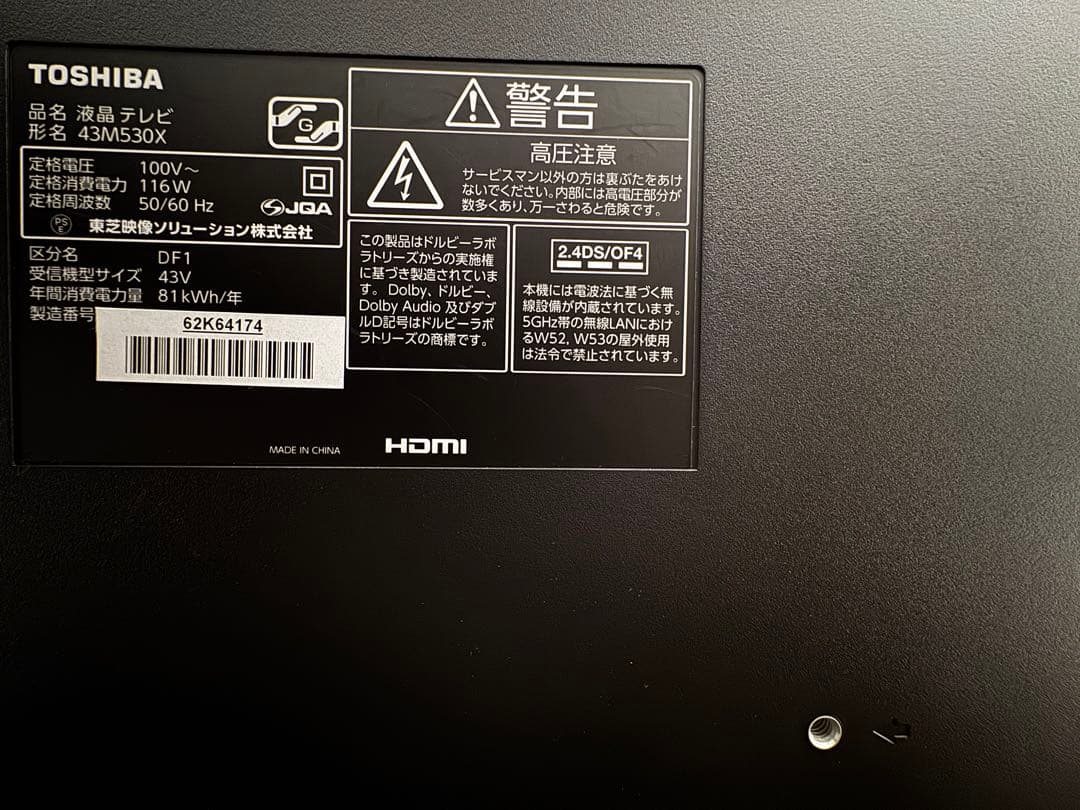 TOSHIBA
品名 液晶テレビ
形名 43M530X
G
定格電圧 100V～
定格消費電力 116W
定格周波数 50/60 Hz
JQA
PS
E
東芝映像ソリューション株式会社
区分名 DF1
受信機型サイズ 43V
年間消費電力量 81kWh/年
製造番号
62K64174
MADE IN CHINA
HDMI
警告
高圧注意
サービスマン以外の方は裏ぶたをあけ
ないでください。内部には高電圧部分が
数多くあり、万一さわると危険です。
この製品はドルビーラボ
ラトリーズからの実施権
に基づき製造されていま
す。Dolby、ドルビー、
Dolby Audio 及びダブ
ルD記号はドルビーラボ
ラトリーズの商標です。
2.4DS/OF4
本機には電波法に基づく無
線設備が内蔵されています。
5GHz帯の無線LANにおけ
るW52, W53の屋外使用
は法令で禁止されています。